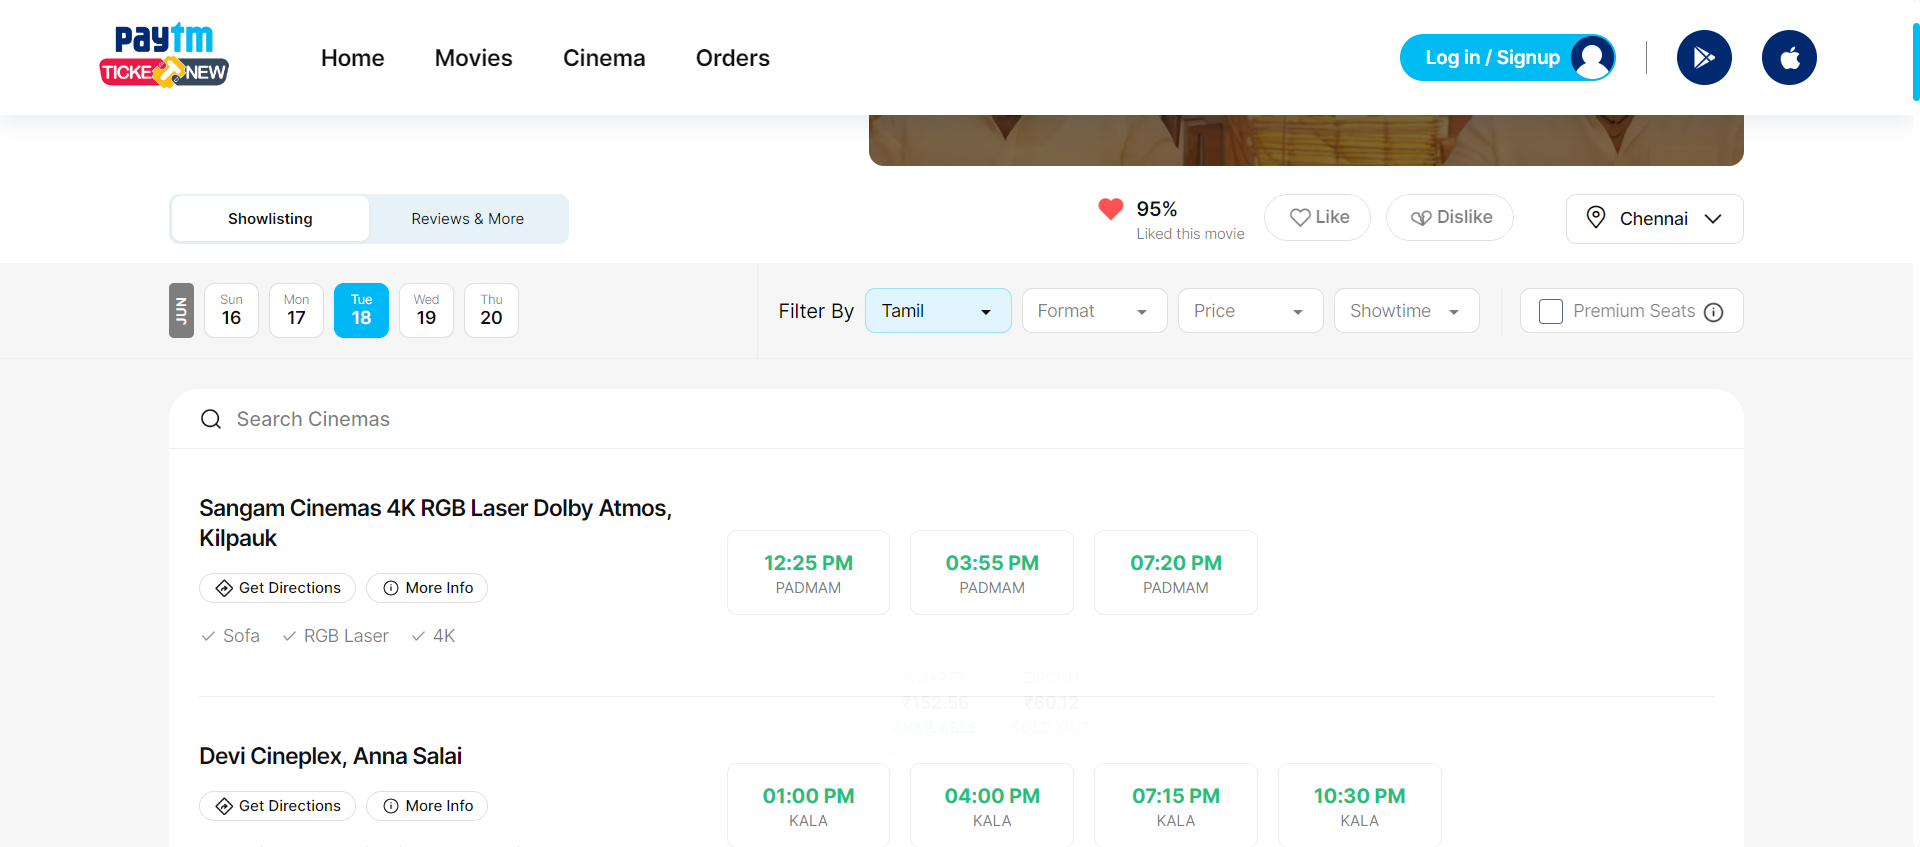 paytm
TICKETNEW
Home
Movies
Cinema
Orders
Log in / Signup
Showlisting
Reviews & More
95%
Liked this movie
Like
Dislike
Chennai
JUN
Sun
16
Mon
17
Tue
18
Wed
19
Thu
20
Filter By
Tamil
Format
Price
Showtime
Premium Seats
Search Cinemas
Sangam Cinemas 4K RGB Laser Dolby Atmos,
Kilpauk
Get Directions
More Info
Sofa
RGB Laser
4K
12:25 PM
PADMAM
03:55 PM
PADMAM
07:20 PM
PADMAM
₹152.56
₹60.12
AVAILABLE
SOLD OUT
Devi Cineplex, Anna Salai
Get Directions
More Info
01:00 PM
KALA
04:00 PM
KALA
07:15 PM
KALA
10:30 PM
KALA